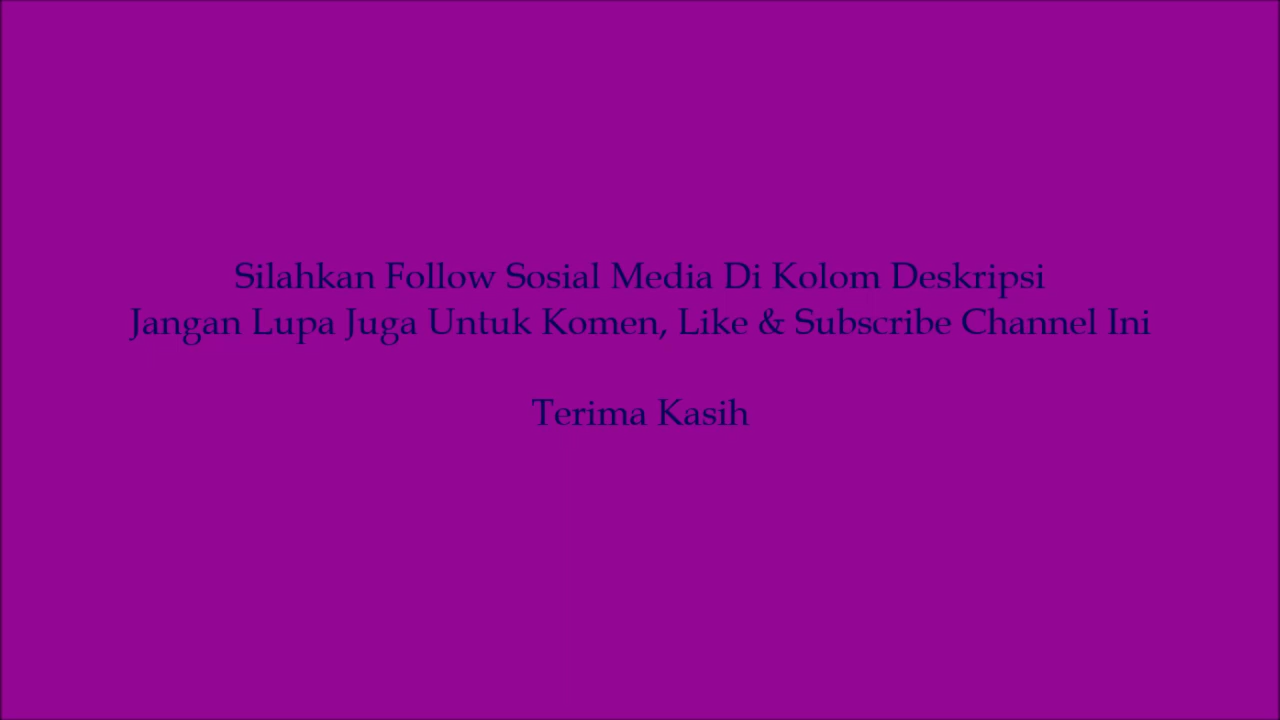 Silahkan Follow Sosial Media Di Kolom Deskripsi
Jangan Lupa Juga Untuk Komen, Like & Subscribe Channel Ini
Terima Kasih